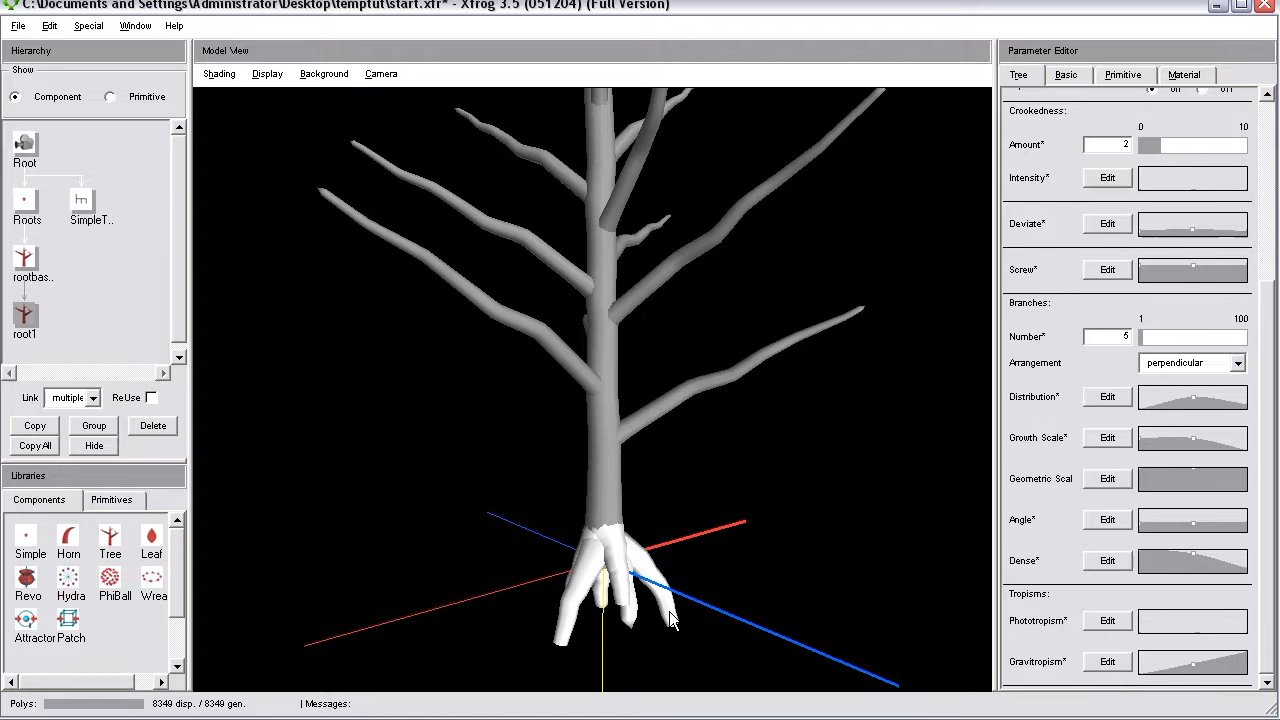 C:\Documents and Settings\Administrator\Desktop\temptut\start.xfr* - Xfrog 3.5 (051204) (Full Version)
File Edit Special Window Help
Hierarchy
Show
Component Primitive
Root
Roots SimpleT..
rootbas..
root1
Link multiple ReUse
Copy Group Delete
Copy All Hide
Libraries
Components Primitives
Simple Horn Tree Leaf
Revo Hydra PhiBall Wrea
Attractor Patch
Model View
Shading Display Background Camera
Parameter Editor
Tree Basic Primitive Material
on off
Crookedness:
0 10
Amount* 2
Intensity* Edit
Deviate* Edit
Screw* Edit
Branches:
1 100
Number* 5
Arrangement perpendicular
Distribution* Edit
Growth Scale* Edit
Geometric Scal Edit
Angle* Edit
Dense* Edit
Tropisms:
Phototropism* Edit
Gravitropism* Edit
Polys: 8349 disp. / 8349 gen. | Messages: